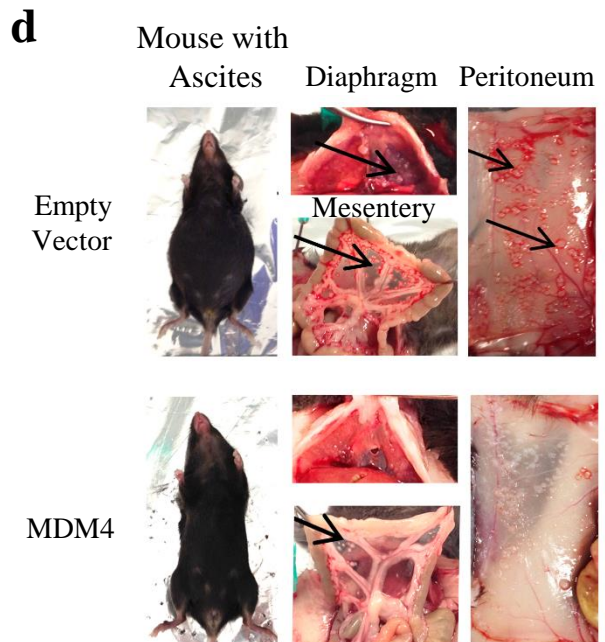 d
Mouse with
Ascites
Diaphragm
Peritoneum
Empty
Vector
Mesentery
MDM4